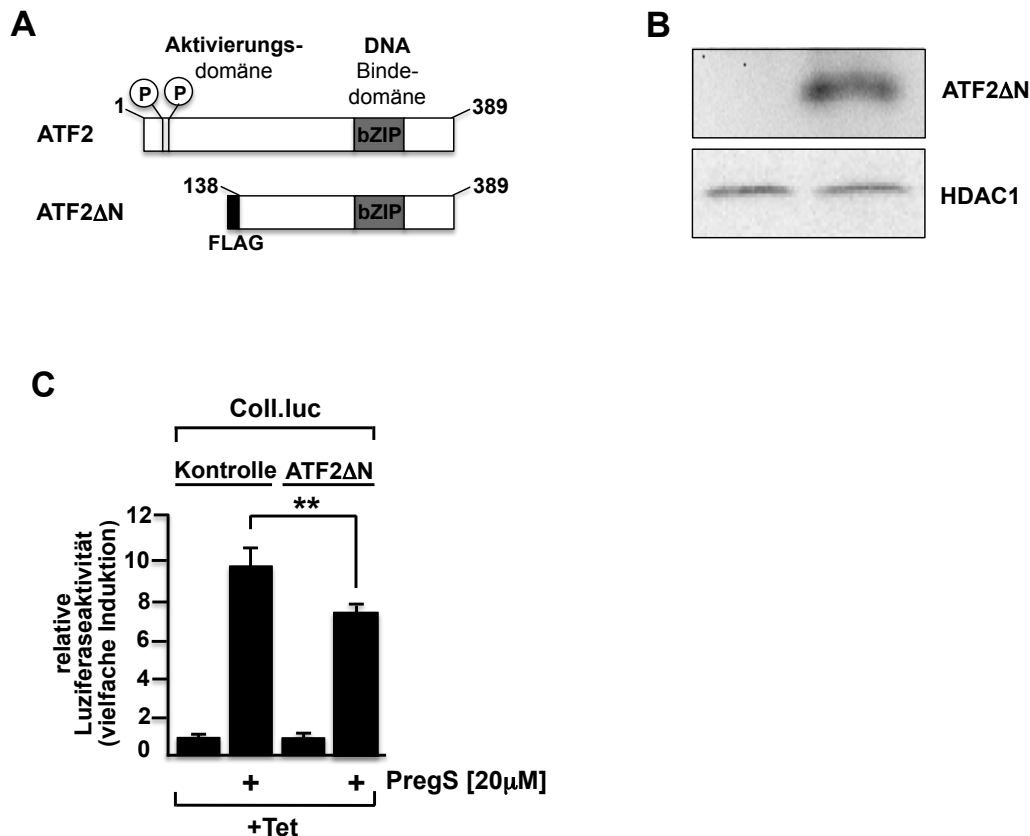 A
Aktivierungs-
domäne
DNA
Binde-
domäne
P P
1 389
ATF2 bZIP
138 389
ATF2ΔN bZIP
FLAG
B
ATF2ΔN
HDAC1
C
Coll.luc
Kontrolle ATF2ΔN
**
relative
Luziferaseaktivität
(vielfache Induktion)
12
10
8
6
4
2
0
+ + PregS [20µM]
+Tet